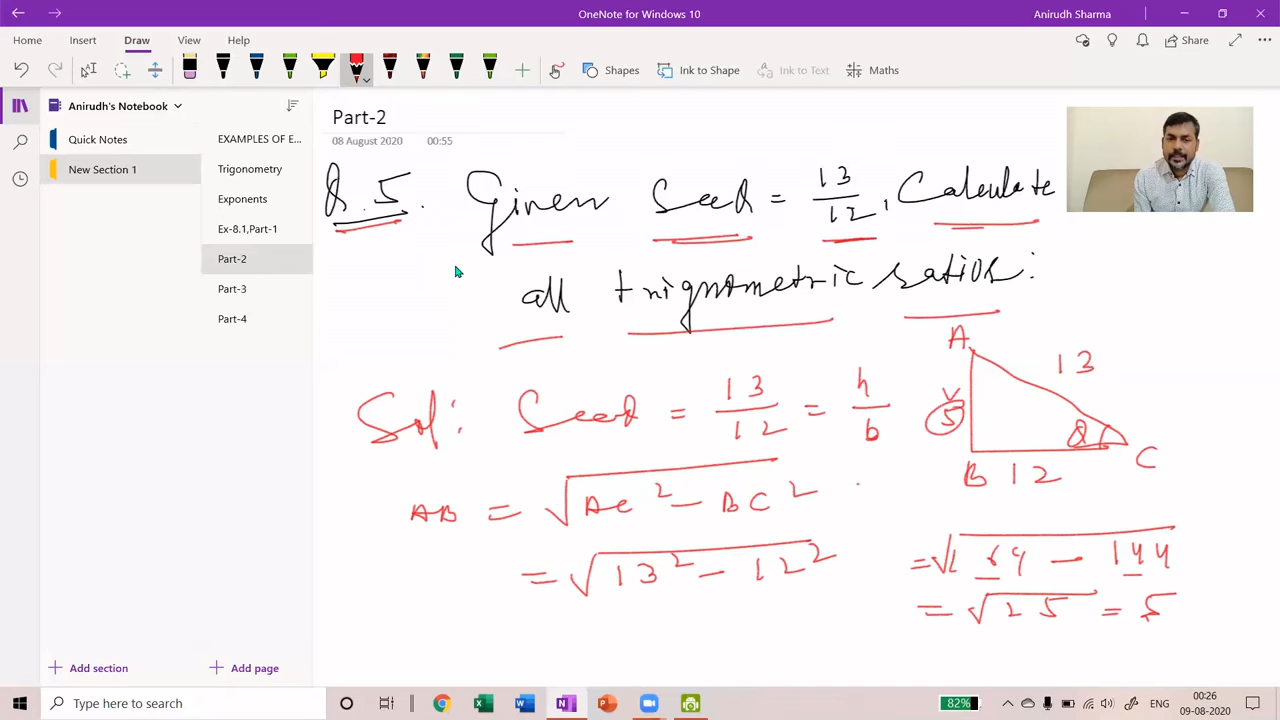 OneNote for Windows 10
Anirudh Sharma
Home Insert Draw View Help
Share
Shapes Ink to Shape Ink to Text Maths
Anirudh's Notebook
Quick Notes
New Section 1
EXAMPLES OF E...
Trigonometry
Exponents
Ex-8.1,Part-1
Part-2
Part-3
Part-4
Add section
Add page
Part-2
08 August 2020 00:55
Q.5. Given Secθ = 13/12, Calculate
all trignometric ratios:
A
13
5
θ
B 12 C
Sol: Secθ = 13/12 = h/b
AB = √AC² - BC²
= √13² - 12²
= √169 - 144
= √25 = 5
Type here to search
82%
ENG
00:26
09-08-2020